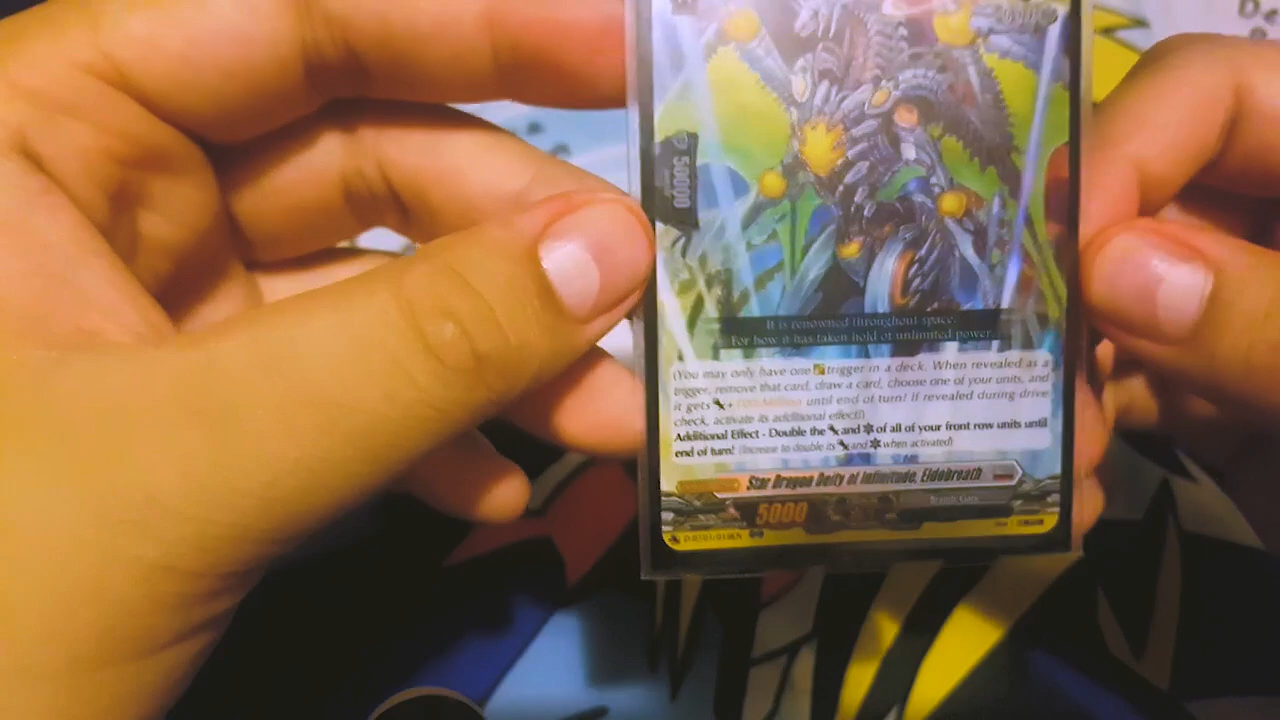 De
50000
It is renowned throughout space.
For how it has taken hold of unlimited power.
(You may only have one trigger in a deck. When revealed as a
trigger, remove that card, draw a card, choose one of your units, and
it gets + until end of turn! If revealed during drive
check, activate its additional effect!)
Additional Effect - Double the and of all of your front row units until
end of turn! (Increase to double its and when activated)
Star Dragon Deity of Infinitude, Eldobreath
5000